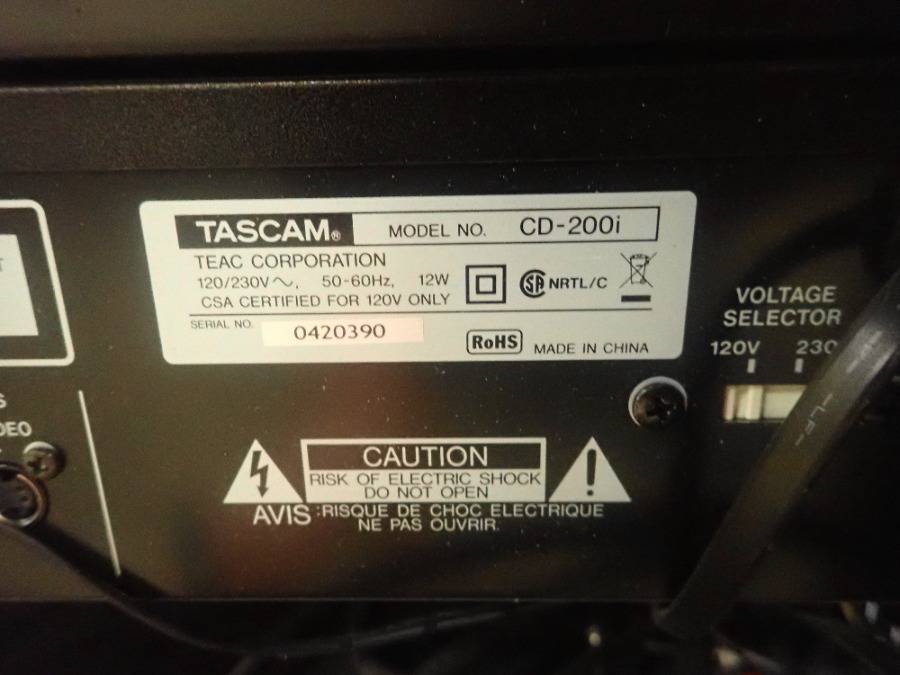 TASCAM® MODEL NO. CD-200i
TEAC CORPORATION
120/230V∼, 50-60Hz, 12W
CSA CERTIFIED FOR 120V ONLY
NRTL/C
SERIAL NO. 0420390
RoHS MADE IN CHINA
VOLTAGE
SELECTOR
120V 230
CAUTION
RISK OF ELECTRIC SHOCK
DO NOT OPEN
AVIS :RISQUE DE CHOC ELECTRIQUE
NE PAS OUVRIR.
-LF-